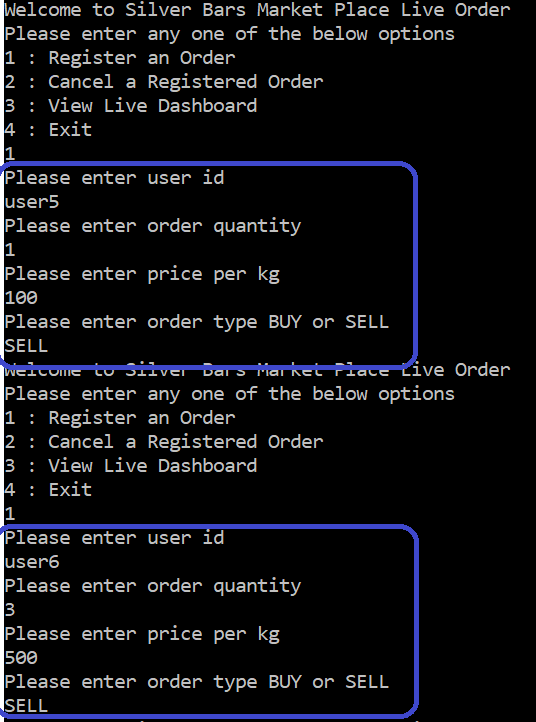 Welcome to Silver Bars Market Place Live Order
Please enter any one of the below options
1 : Register an Order
2 : Cancel a Registered Order
3 : View Live Dashboard
4 : Exit
1
Please enter user id
user5
Please enter order quantity
1
Please enter price per kg
100
Please enter order type BUY or SELL
SELL
Welcome to Silver Bars Market Place Live Order
Please enter any one of the below options
1 : Register an Order
2 : Cancel a Registered Order
3 : View Live Dashboard
4 : Exit
1
Please enter user id
user6
Please enter order quantity
3
Please enter price per kg
500
Please enter order type BUY or SELL
SELL